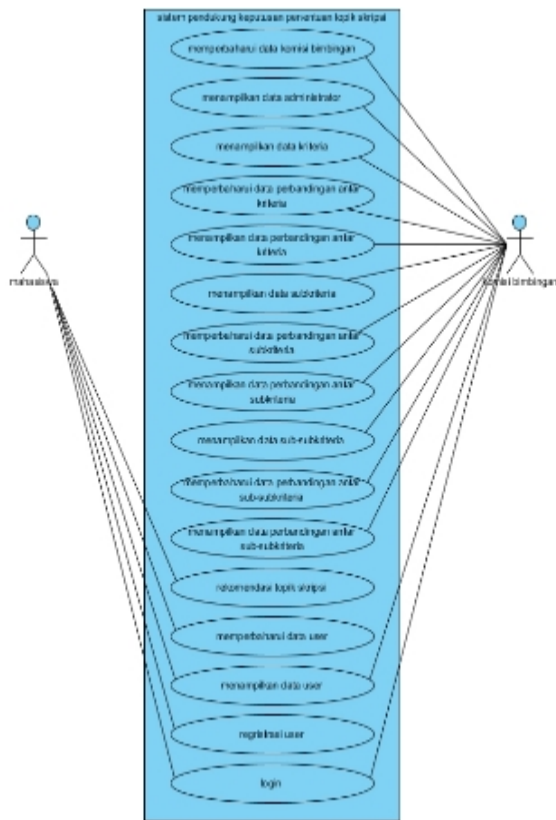 sistem pendukung keputusan penentuan topik skripsi
memperbaharui data komisi bimbingan
menampilkan data administrator
menampilkan data kriteria
memperbaharui data perbandingan antar
kriteria
menampilkan data perbandingan antar
kriteria
menampilkan data subkriteria
memperbaharui data perbandingan antar
subkriteria
menampilkan data perbandingan antar
subkriteria
menampilkan data sub-subkriteria
memperbaharui data perbandingan antar
sub-subkriteria
menampilkan data perbandingan antar
sub-subkriteria
rekomendasi topik skripsi
memperbaharui data user
menampilkan data user
regristrasi user
login
mahasiswa
komisi bimbingan